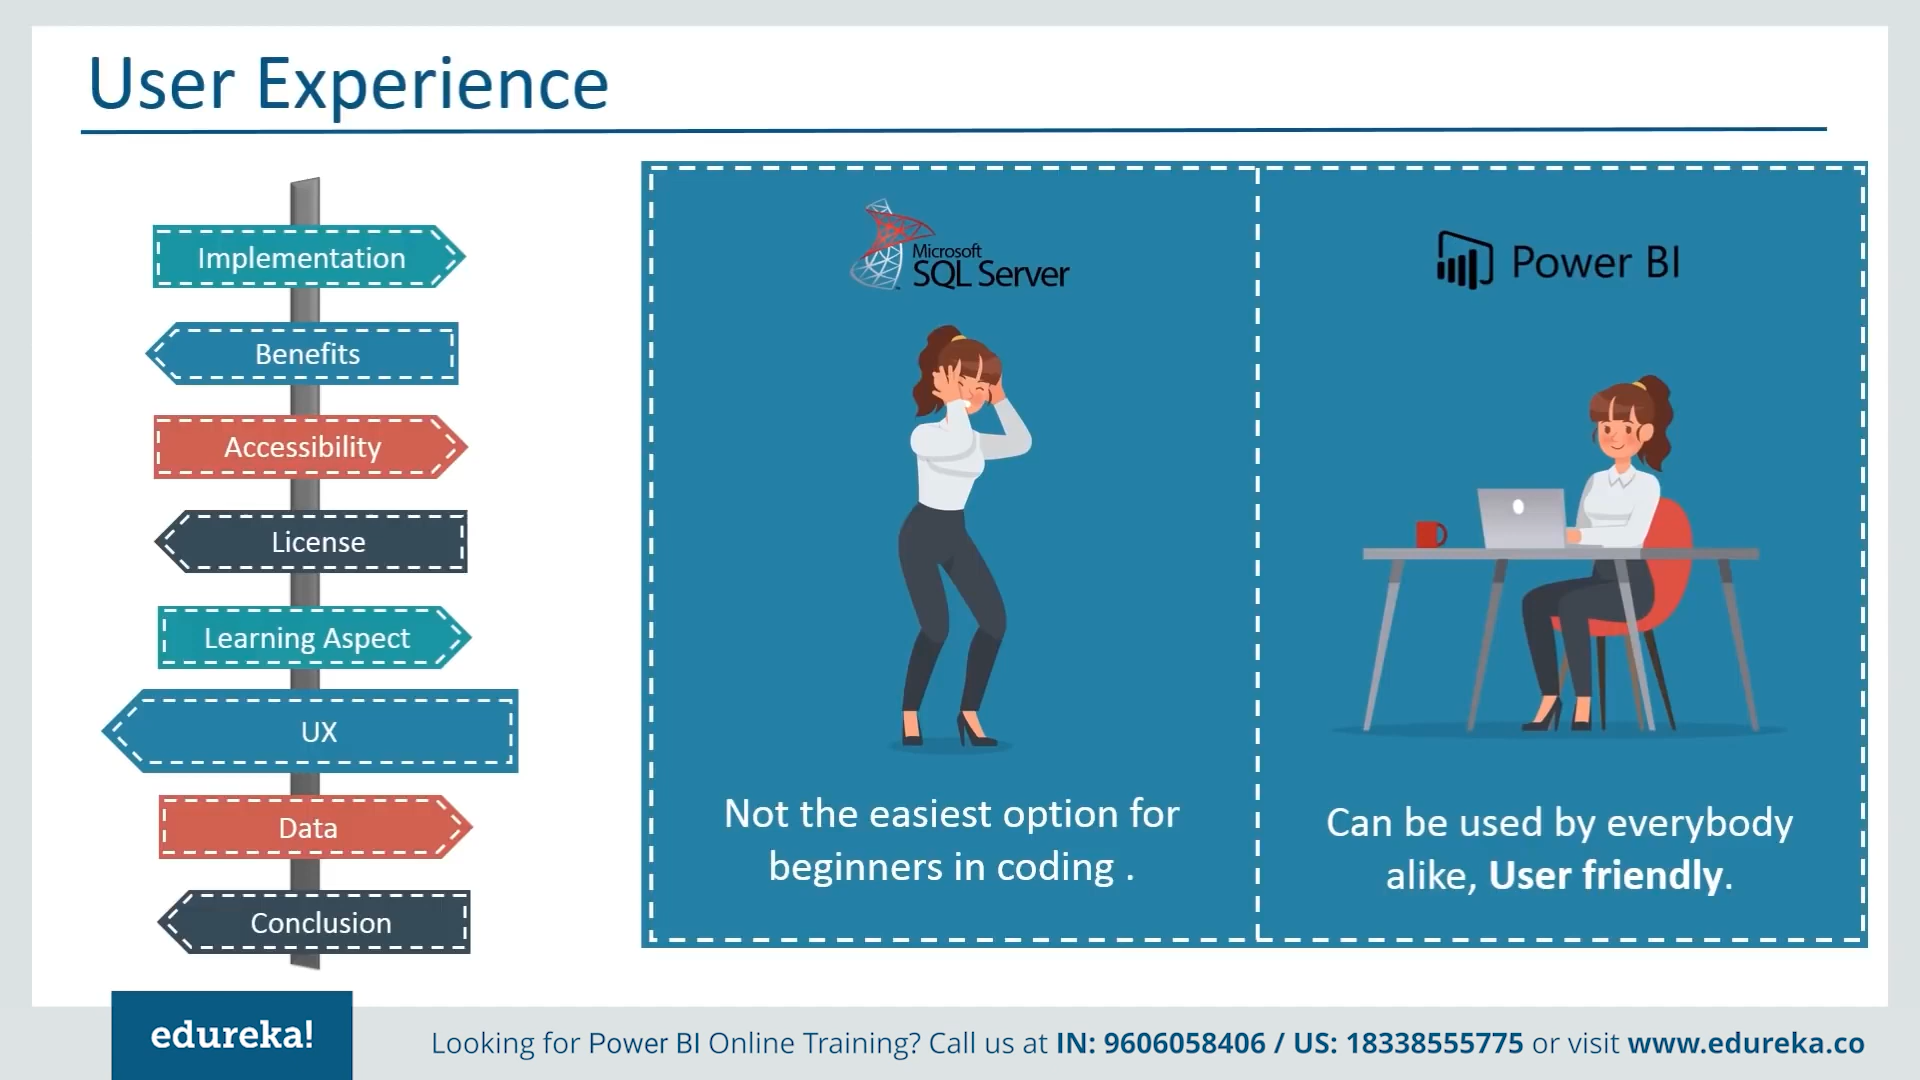 User Experience
Implementation
Benefits
Accessibility
License
Learning Aspect
UX
Data
Conclusion
Microsoft
SQL Server
Not the easiest option for
beginners in coding .
Power BI
Can be used by everybody
alike, User friendly.
edureka!
Looking for Power BI Online Training? Call us at IN: 9606058406 / US: 18338555775 or visit www.edureka.co